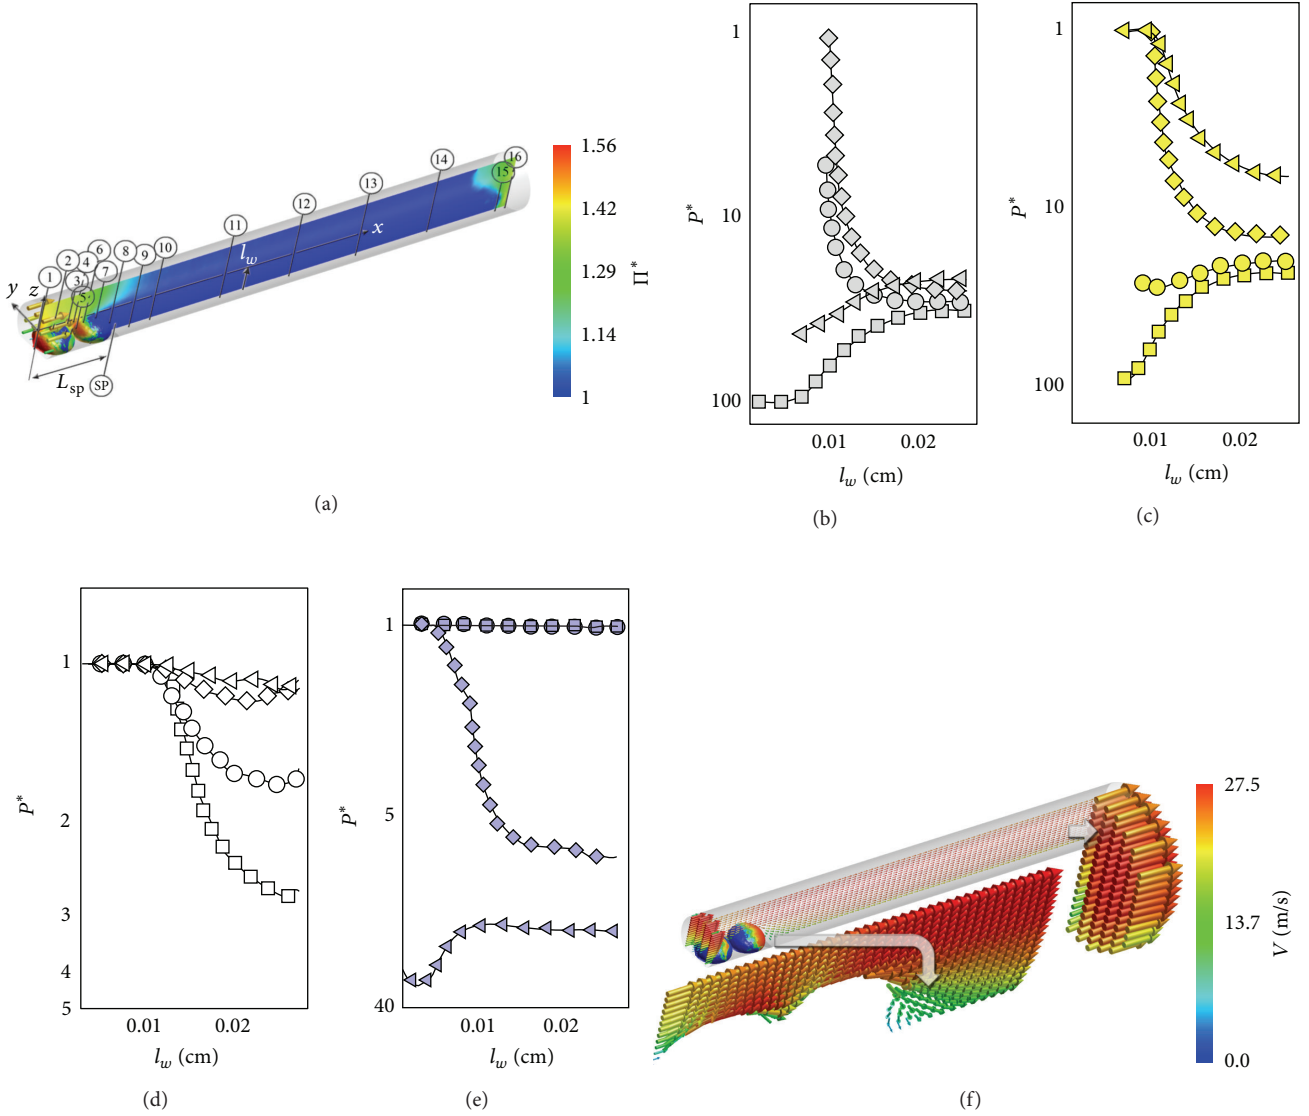 1
2
3
4
5
6
7
8
9
10
11
12
13
14
15
16
SP
y
z
x
l_w
L_sp
1.56
1.42
1.29
1.14
1
Π*
(a)
1
10
100
P*
0.01
0.02
l_w (cm)
(b)
1
10
100
P*
0.01
0.02
l_w (cm)
(c)
1
2
3
4
5
P*
0.01
0.02
l_w (cm)
(d)
1
5
40
P*
0.01
0.02
l_w (cm)
(e)
27.5
13.7
0.0
V (m/s)
(f)